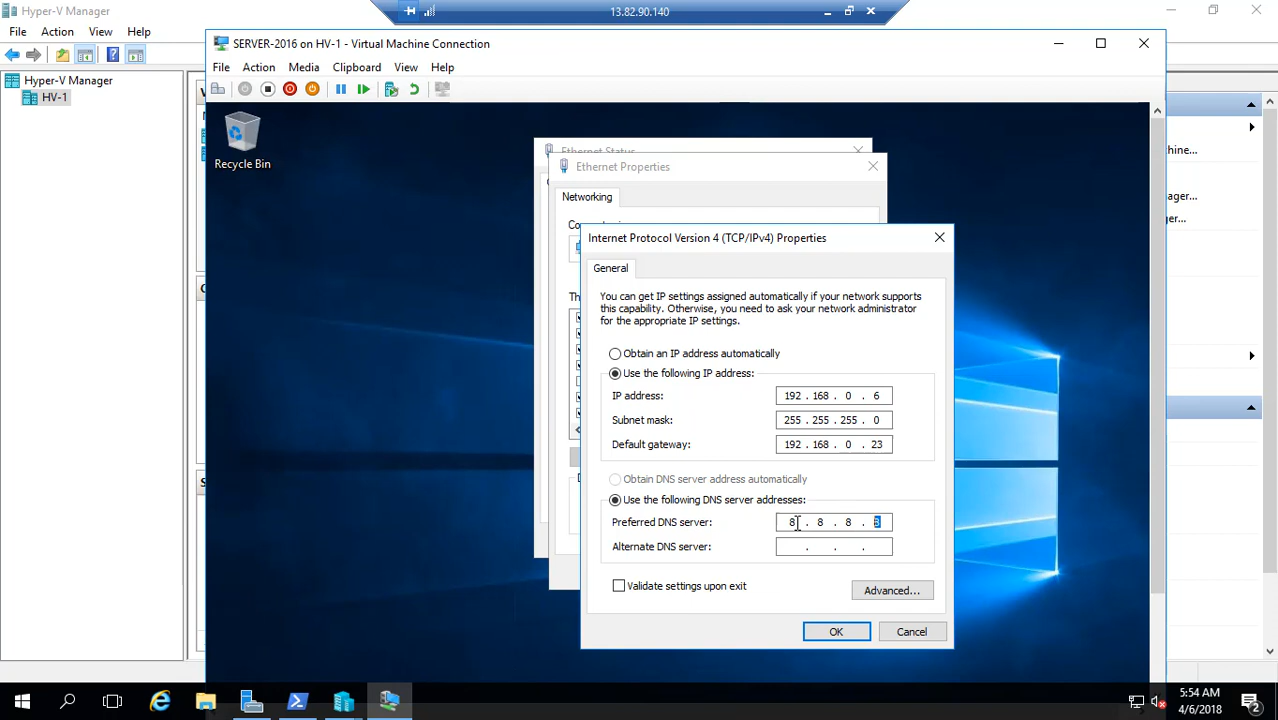 Hyper-V Manager
13.82.90.140
File Action View Help
SERVER-2016 on HV-1 - Virtual Machine Connection
Hyper-V Manager
HV-1
File Action Media Clipboard View Help
Recycle Bin
Ethernet Status
Ethernet Properties
Networking
Internet Protocol Version 4 (TCP/IPv4) Properties
General
You can get IP settings assigned automatically if your network supports
this capability. Otherwise, you need to ask your network administrator
for the appropriate IP settings.
Obtain an IP address automatically
Use the following IP address:
IP address: 192 . 168 . 0 . 6
Subnet mask: 255 . 255 . 255 . 0
Default gateway: 192 . 168 . 0 . 23
Obtain DNS server address automatically
Use the following DNS server addresses:
Preferred DNS server: 8 . 8 . 8 . 8
Alternate DNS server: . . .
Validate settings upon exit
Advanced...
OK Cancel
5:54 AM
4/6/2018
2